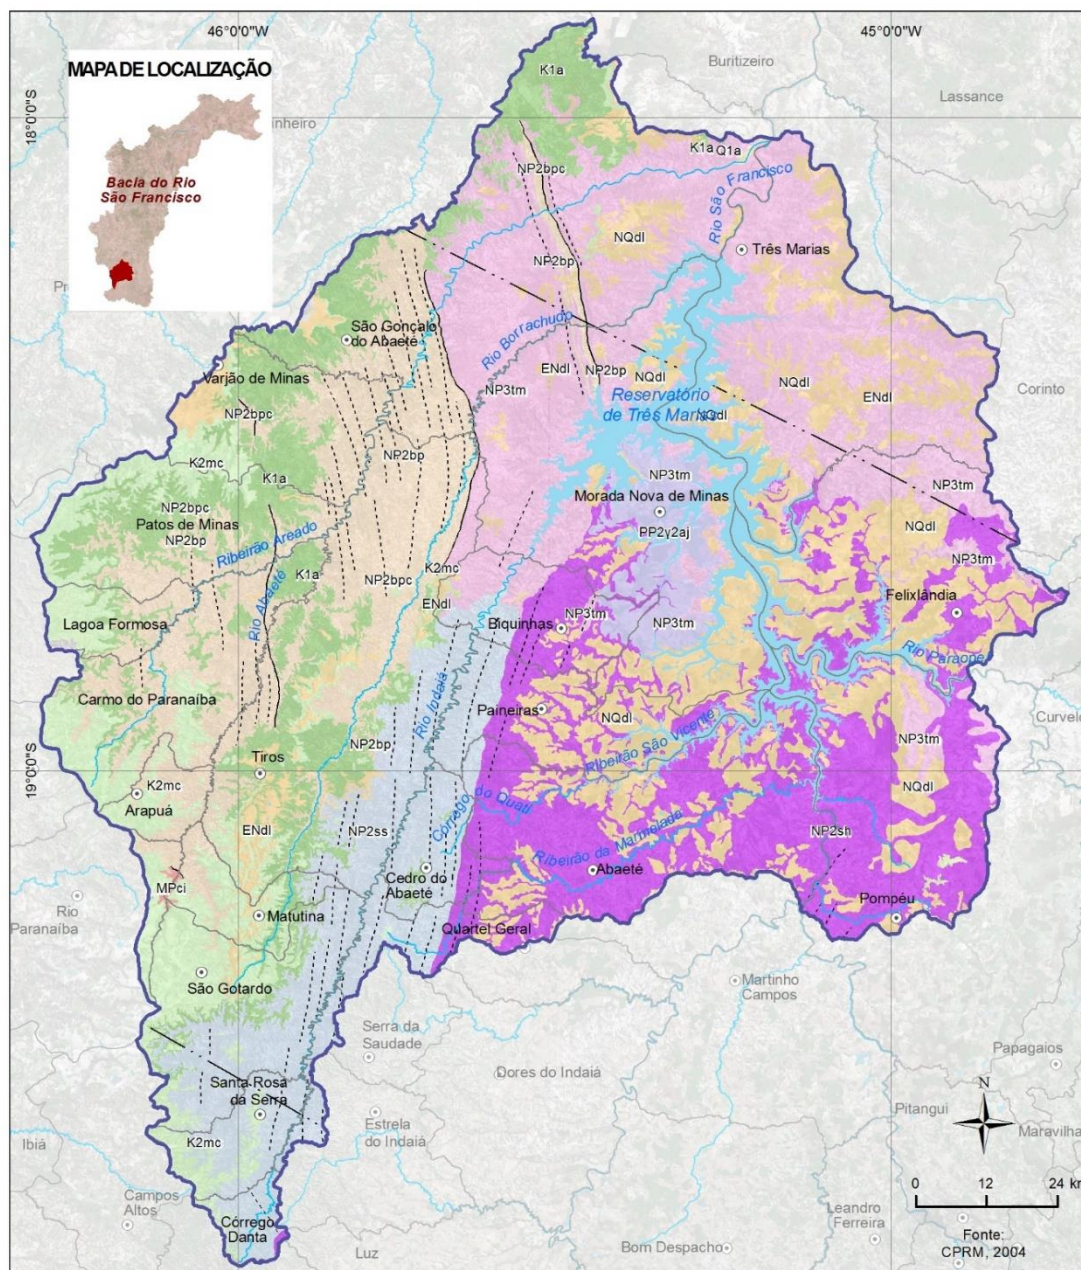 46°0'0"W
45°0'0"W
MAPA DE LOCALIZAÇÃO
Bacia do Rio
São Francisco
K1a
Buritizeiro
Lassance
18°0'0"S
inheiro
K1a
Q1a
NP2bpc
Rio São Francisco
NQdl
Três Marias
NP2bp
São Gonçalo
do Abaeté
Rio Borrachudo
Varjão de Minas
ENdl
NP2bp
NQdl
NQdl
Corinto
NP3tm
Reservatório
de Três Marias
NQdl
ENdl
NP2bpc
K2mc
NP2bp
K1a
NP3tm
NP3tm
Morada Nova de Minas
NP2bpc
Patos de Minas
NP2bp
Ribeirão Areado
PP2γ2aj
NQdl
NP3tm
K2mc
K1a
NP2bpc
Rio Abaeté
ENdl
Felixlândia
Lagoa Formosa
Biquinhas
NP3tm
NP3tm
Rio Paraopeb
Carmo do Paranaíba
Rio Indaiá
Paineiras
NQdl
Ribeirão São Vicente
Curvelo
NP2bp
NP3tm
19°0'0"S
Tiros
K2mc
Arapuá
NQdl
Córrego do Quati
ENdl
NP2ss
NP2sh
Ribeirão da Marmelade
Cedro do
Abaeté
Abaeté
MPci
Rio
Paranaíba
Matutina
Pompéu
Quartel Geral
São Gotardo
Martinho
Campos
Serra da
Saudade
Papagaios
Dores do Indaiá
Santa Rosa
da Serra
N
Estrela
do Indaiá
Pitangui
Maravilha
Ibiá
K2mc
0 12 24 km
Campos
Altos
Leandro
Ferreira
Córrego
Danta
Luz
Bom Despacho
Fonte:
CPRM, 2004